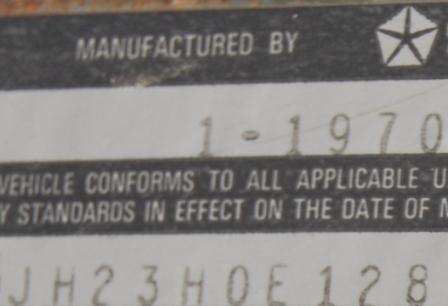 MANUFACTURED BY
1-1970
VEHICLE CONFORMS TO ALL APPLICABLE
STANDARDS IN EFFECT ON THE DATE OF
JH23H0E128